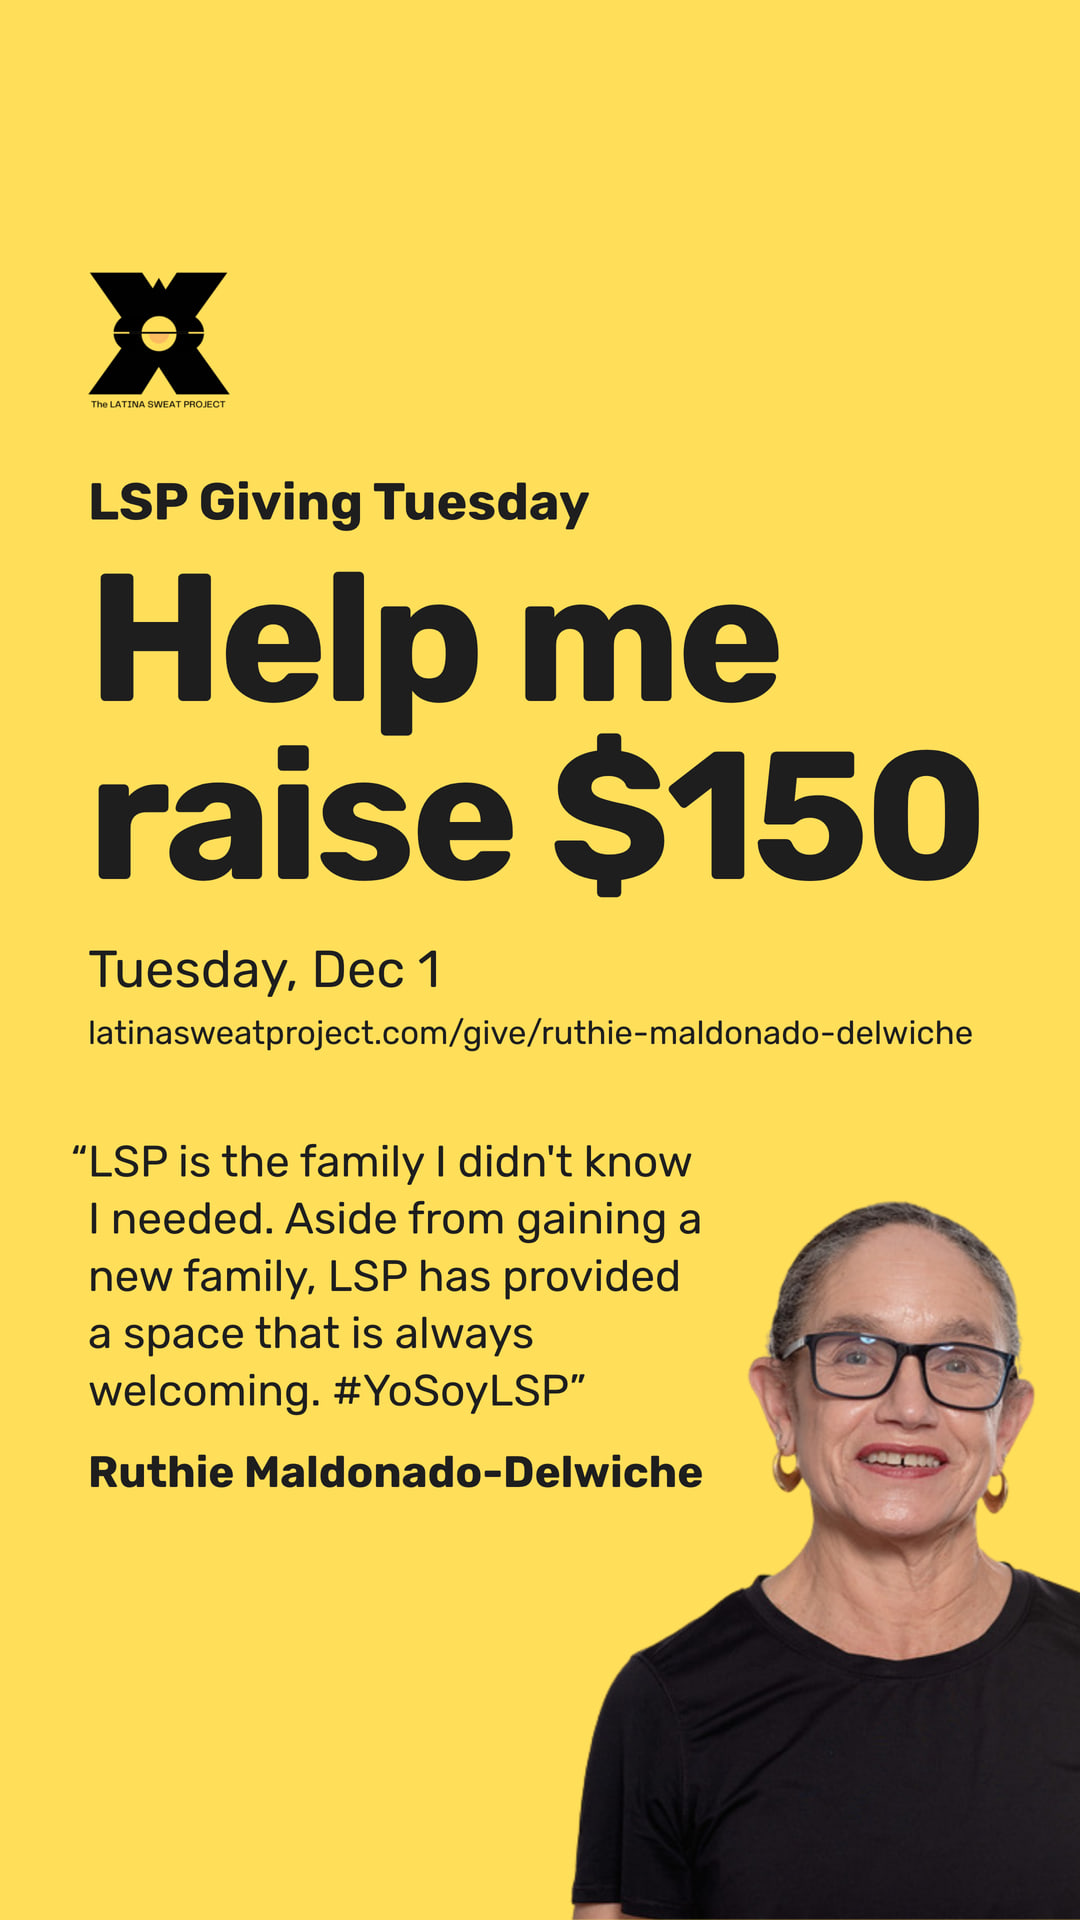 The LATINA SWEAT PROJECT
LSP Giving Tuesday
Help me
raise $150
Tuesday, Dec 1
latinasweatproject.com/give/ruthie-maldonado-delwiche
“LSP is the family I didn't know
I needed. Aside from gaining a
new family, LSP has provided
a space that is always
welcoming. #YoSoyLSP”
Ruthie Maldonado-Delwiche